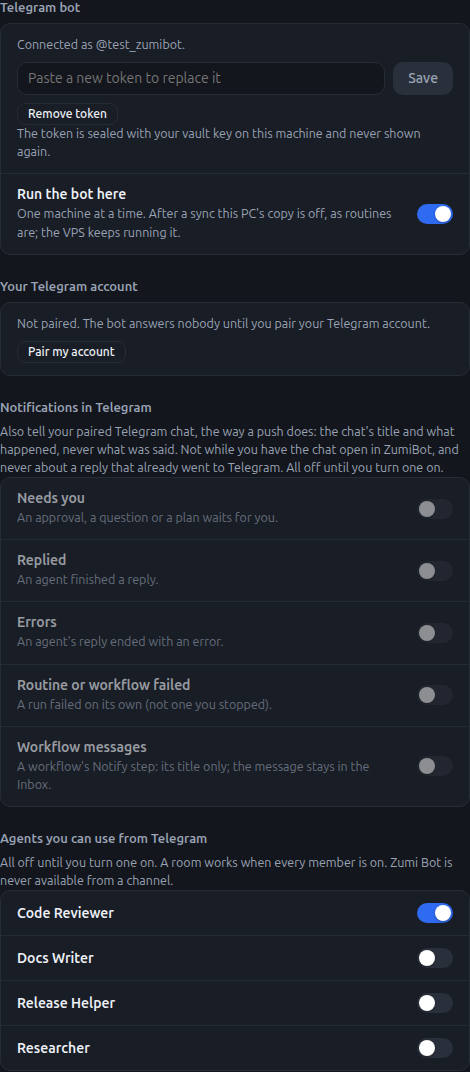 Telegram bot
Connected as @test_zumibot.
Paste a new token to replace it
Save
Remove token
The token is sealed with your vault key on this machine and never shown
again.
Run the bot here
One machine at a time. After a sync this PC's copy is off, as routines
are; the VPS keeps running it.
Your Telegram account
Not paired. The bot answers nobody until you pair your Telegram account.
Pair my account
Notifications in Telegram
Also tell your paired Telegram chat, the way a push does: the chat's title and what
happened, never what was said. Not while you have the chat open in ZumiBot, and
never about a reply that already went to Telegram. All off until you turn one on.
Needs you
An approval, a question or a plan waits for you.
Replied
An agent finished a reply.
Errors
An agent's reply ended with an error.
Routine or workflow failed
A run failed on its own (not one you stopped).
Workflow messages
A workflow's Notify step: its title only; the message stays in the
Inbox.
Agents you can use from Telegram
All off until you turn one on. A room works when every member is on. Zumi Bot is
never available from a channel.
Code Reviewer
Docs Writer
Release Helper
Researcher